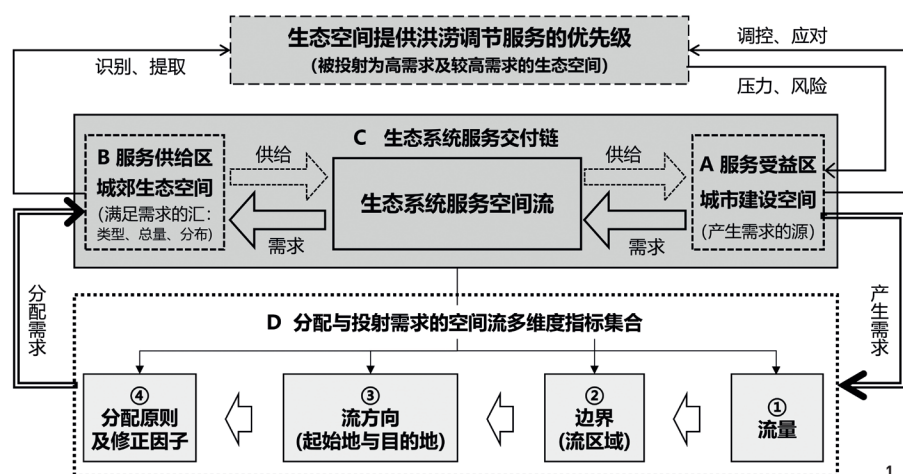 生态空间提供洪涝调节服务的优先级
(被投射为高需求及较高需求的生态空间)
识别、提取
调控、应对
压力、风险
C 生态系统服务交付链
B 服务供给区
城郊生态空间
(满足需求的汇:
类型、总量、分布)
供给
需求
生态系统服务空间流
供给
需求
A 服务受益区
城市建设空间
(产生需求的源)
分配需求
产生需求
D 分配与投射需求的空间流多维度指标集合
④
分配原则
及修正因子
③
流方向
(起始地与目的地)
②
边界
(流区域)
①
流量
1